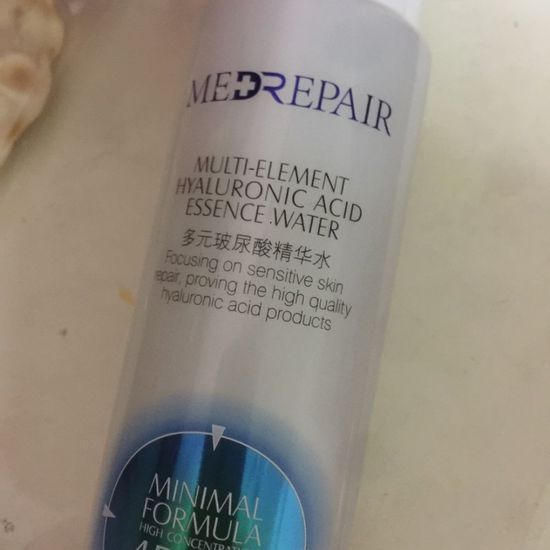 MEDREPAIR
MULTI-ELEMENT
HYALURONIC ACID
ESSENCE.WATER
多元玻尿酸精华水
Focusing on sensitive skin
repair, proving the high quality
hyaluronic acid products
MINIMAL
FORMULA
HIGH